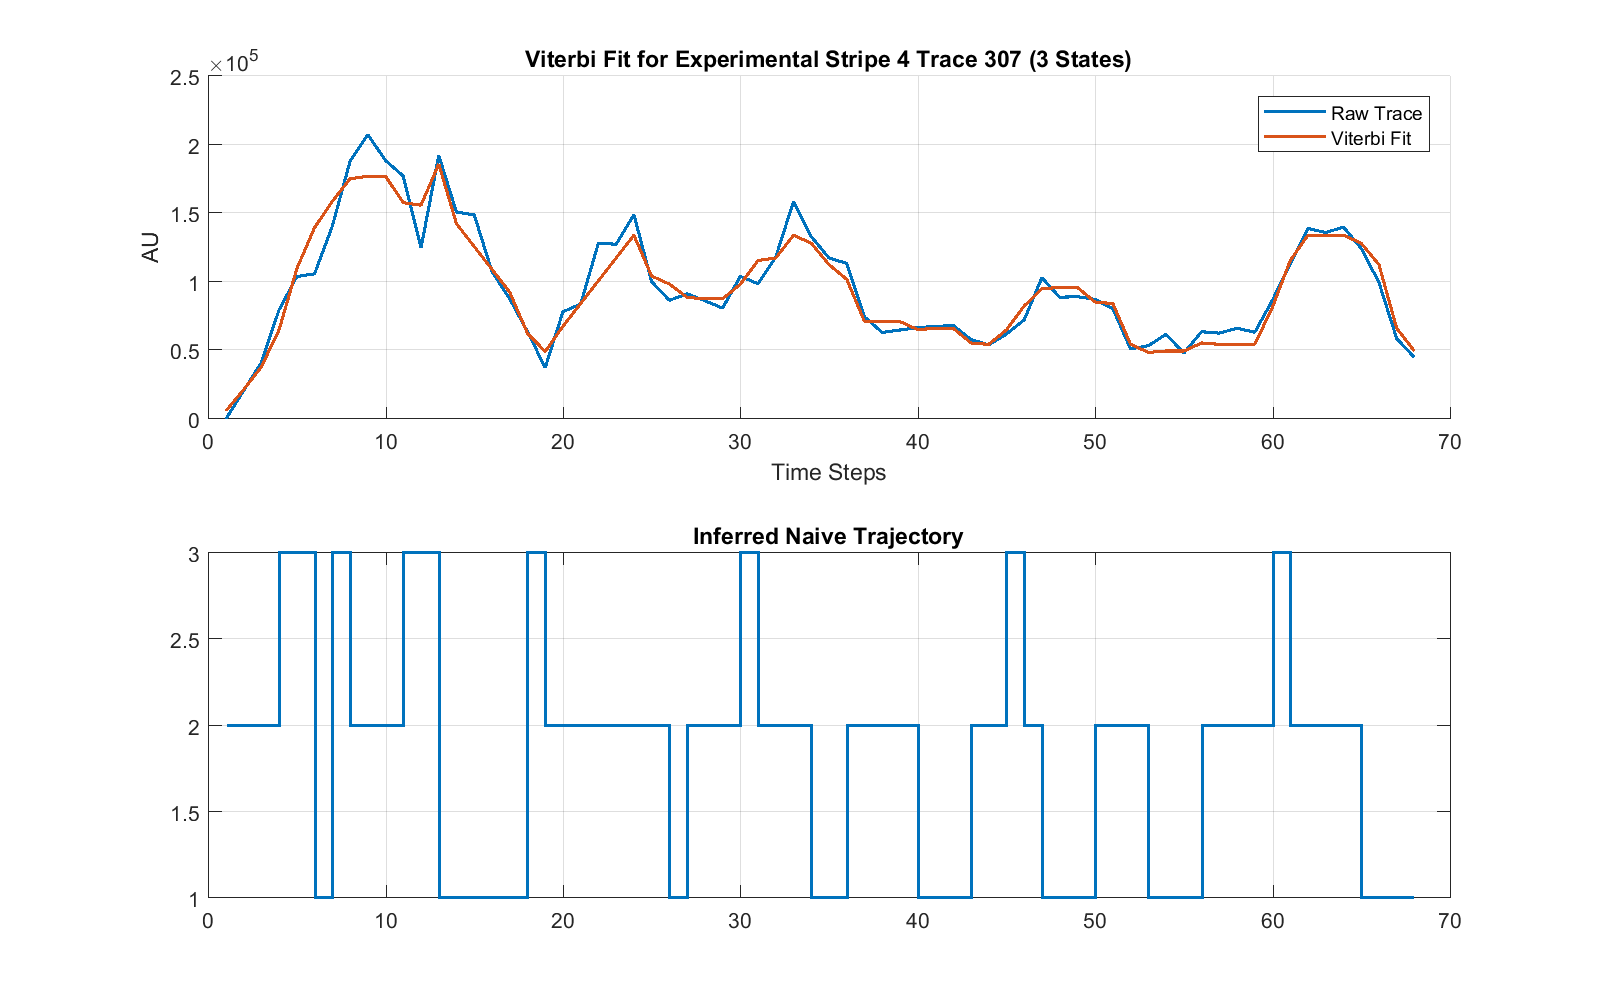 Viterbi Fit for Experimental Stripe 4 Trace 307 (3 States)
×10^5
2.5
2
1.5
1
0.5
0
AU
Raw Trace
Viterbi Fit
0 10 20 30 40 50 60 70
Time Steps
Inferred Naive Trajectory
3
2.5
2
1.5
1
0 10 20 30 40 50 60 70